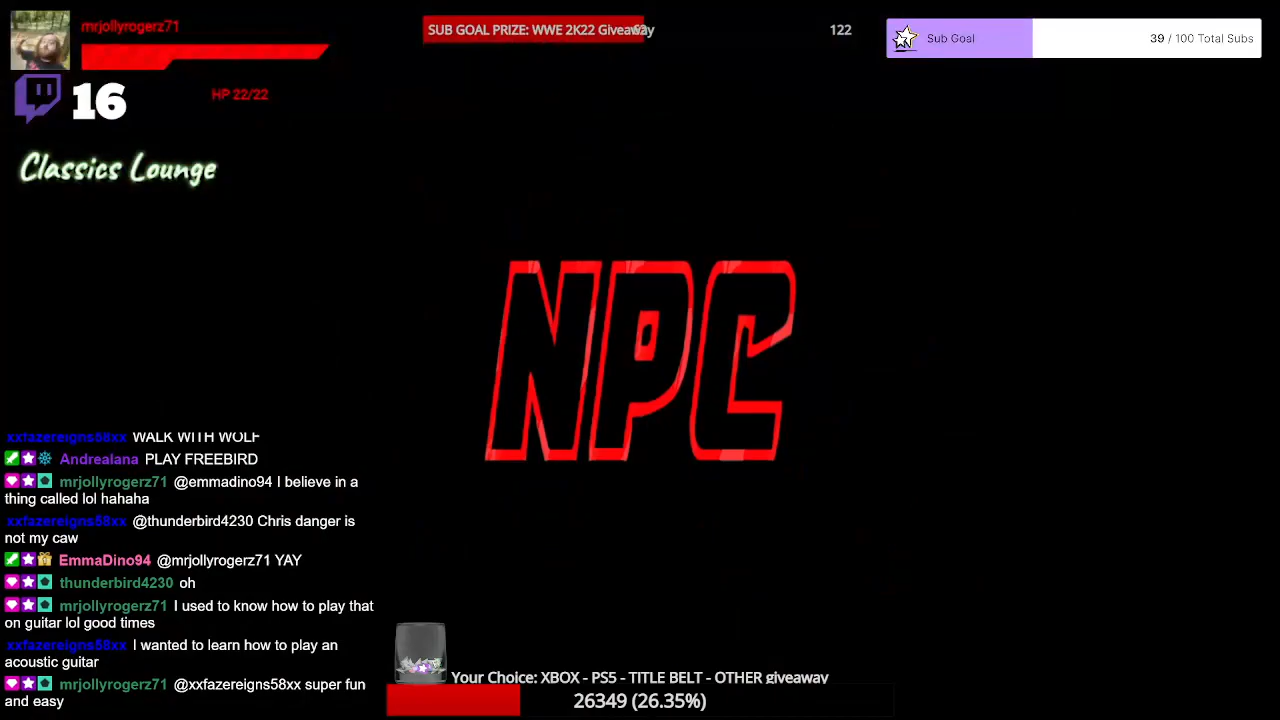 mrjollyrogerz71
SUB GOAL PRIZE: WWE 2K22 Giveaway
122
Sub Goal
39 / 100 Total Subs
16
HP 22/22
Classics Lounge
NPC
xxfazereigns58xx WALK WITH WOLF
Andrealana PLAY FREEBIRD
mrjollyrogerz71 @emmadino94 I believe in a
thing called lol hahaha
xxfazereigns58xx @thunderbird4230 Chris danger is
not my caw
EmmaDino94 @mrjollyrogerz71 YAY
thunderbird4230 oh
mrjollyrogerz71 I used to know how to play that
on guitar lol good times
xxfazereigns58xx I wanted to learn how to play an
acoustic guitar
mrjollyrogerz71 @xxfazereigns58xx super fun
and easy
Your Choice: XBOX - PS5 - TITLE BELT - OTHER giveaway
26349 (26.35%)